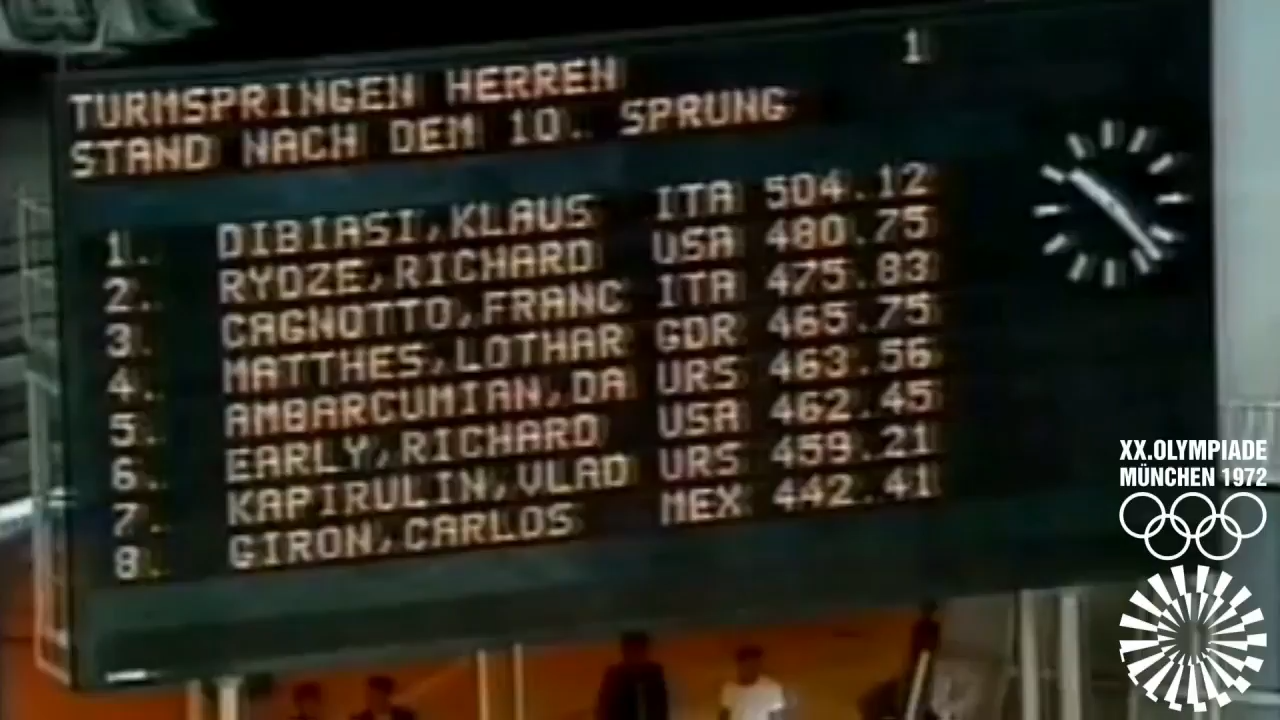 TURMSPRINGEN HERREN 1
STAND NACH DEM 10. SPRUNG
1. DIBIASI,KLAUS ITA 504.12
2. RYDZE,RICHARD USA 480.75
3. CAGNOTTO,FRANC ITA 475.83
4. MATTHES,LOTHAR GDR 465.75
5. AMBARCUMIAN,DA URS 463.56
6. EARLY,RICHARD USA 462.45
7. KAPIRULIN,VLAD URS 459.21
8. GIRON,CARLOS MEX 442.41
XX.OLYMPIADE
MÜNCHEN 1972